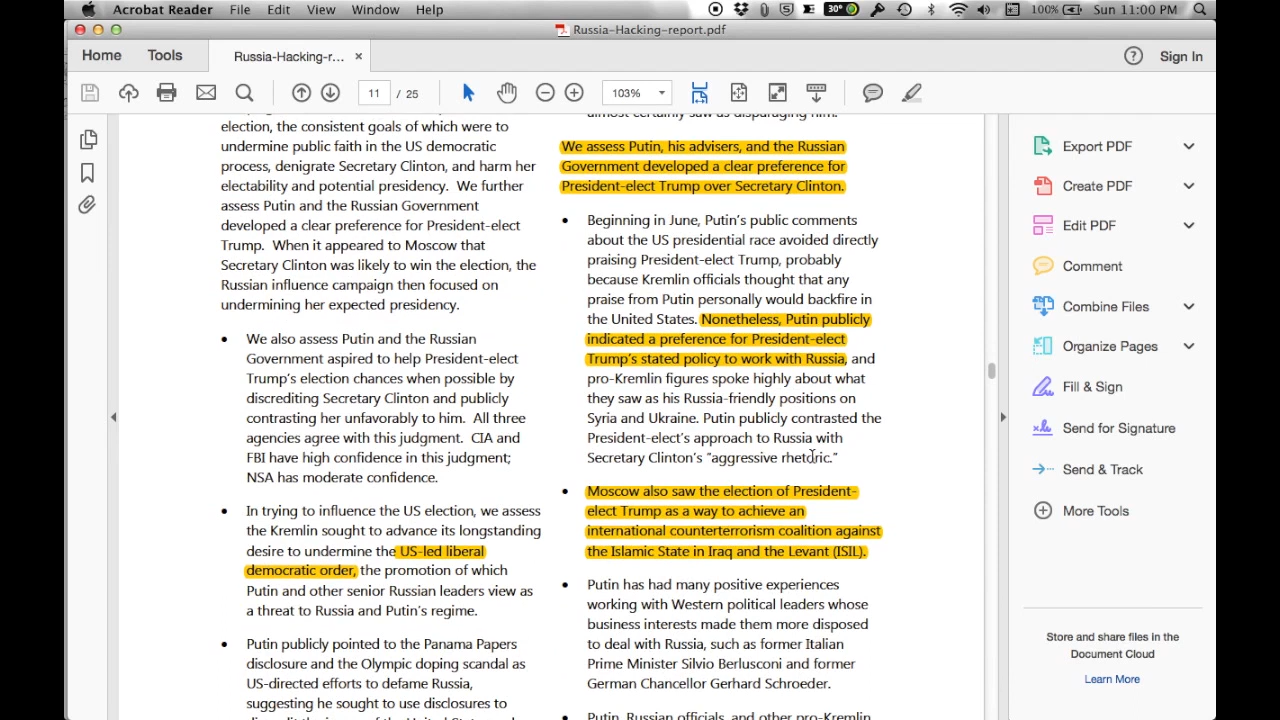 Acrobat Reader File Edit View Window Help 30° 100% Sun 11:00 PM
Russia-Hacking-report.pdf
Home Tools Russia-Hacking-r... × ? Sign In
11 / 25 103%
election, the consistent goals of which were to
undermine public faith in the US democratic
process, denigrate Secretary Clinton, and harm her
electability and potential presidency. We further
assess Putin and the Russian Government
developed a clear preference for President-elect
Trump. When it appeared to Moscow that
Secretary Clinton was likely to win the election, the
Russian influence campaign then focused on
undermining her expected presidency.
• We also assess Putin and the Russian
Government aspired to help President-elect
Trump's election chances when possible by
discrediting Secretary Clinton and publicly
contrasting her unfavorably to him. All three
agencies agree with this judgment. CIA and
FBI have high confidence in this judgment;
NSA has moderate confidence.
• In trying to influence the US election, we assess
the Kremlin sought to advance its longstanding
desire to undermine the US-led liberal
democratic order, the promotion of which
Putin and other senior Russian leaders view as
a threat to Russia and Putin's regime.
• Putin publicly pointed to the Panama Papers
disclosure and the Olympic doping scandal as
US-directed efforts to defame Russia,
suggesting he sought to use disclosures to
almost certainly saw as disparaging him.
We assess Putin, his advisers, and the Russian
Government developed a clear preference for
President-elect Trump over Secretary Clinton.
• Beginning in June, Putin's public comments
about the US presidential race avoided directly
praising President-elect Trump, probably
because Kremlin officials thought that any
praise from Putin personally would backfire in
the United States. Nonetheless, Putin publicly
indicated a preference for President-elect
Trump's stated policy to work with Russia, and
pro-Kremlin figures spoke highly about what
they saw as his Russia-friendly positions on
Syria and Ukraine. Putin publicly contrasted the
President-elect's approach to Russia with
Secretary Clinton's "aggressive rhetoric."
• Moscow also saw the election of President-
elect Trump as a way to achieve an
international counterterrorism coalition against
the Islamic State in Iraq and the Levant (ISIL).
• Putin has had many positive experiences
working with Western political leaders whose
business interests made them more disposed
to deal with Russia, such as former Italian
Prime Minister Silvio Berlusconi and former
German Chancellor Gerhard Schroeder.
• Putin, Russian officials, and other pro-Kremlin
Export PDF
Create PDF
Edit PDF
Comment
Combine Files
Organize Pages
Fill & Sign
Send for Signature
Send & Track
More Tools
Store and share files in the
Document Cloud
Learn More